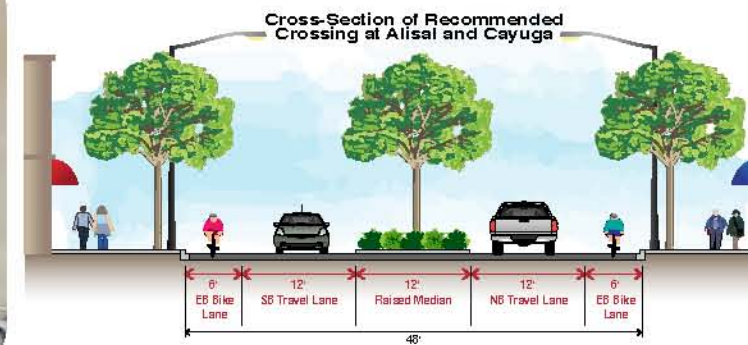 Cross-Section of Recommended
Crossing at Alisal and Cayuga
6' 12' 12' 12' 6'
EB Bike Lane
SB Travel Lane
Raised Median
NB Travel Lane
EB Bike Lane
48'